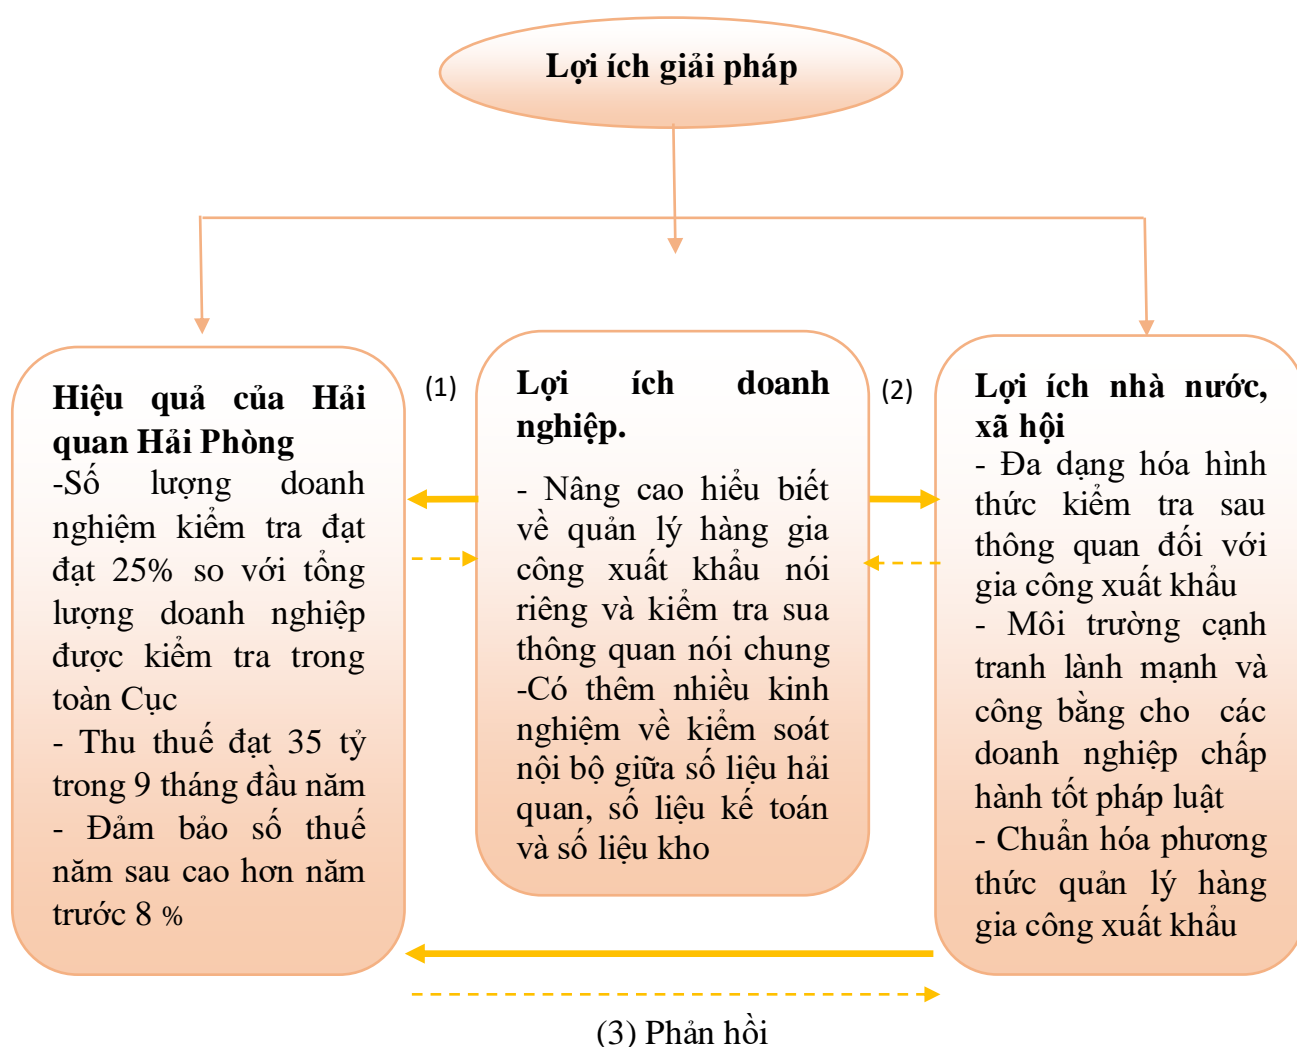 Lợi ích giải pháp
Hiệu quả của Hải
quan Hải Phòng
-Số lượng doanh
nghiệm kiểm tra đạt
đạt 25% so với tổng
lượng doanh nghiệp
được kiểm tra trong
toàn Cục
- Thu thuế đạt 35 tỷ
trong 9 tháng đầu năm
- Đảm bảo số thuế
năm sau cao hơn năm
trước 8 %
(1)
Lợi ích doanh
nghiệp.
- Nâng cao hiểu biết
về quản lý hàng gia
công xuất khẩu nói
riêng và kiểm tra sua
thông quan nói chung
-Có thêm nhiều kinh
nghiệm về kiểm soát
nội bộ giữa số liệu hải
quan, số liệu kế toán
và số liệu kho
(2)
Lợi ích nhà nước,
xã hội
- Đa dạng hóa hình
thức kiểm tra sau
thông quan đối với
gia công xuất khẩu
- Môi trường cạnh
tranh lành mạnh và
công bằng cho các
doanh nghiệp chấp
hành tốt pháp luật
- Chuẩn hóa phương
thức quản lý hàng
gia công xuất khẩu
(3) Phản hồi